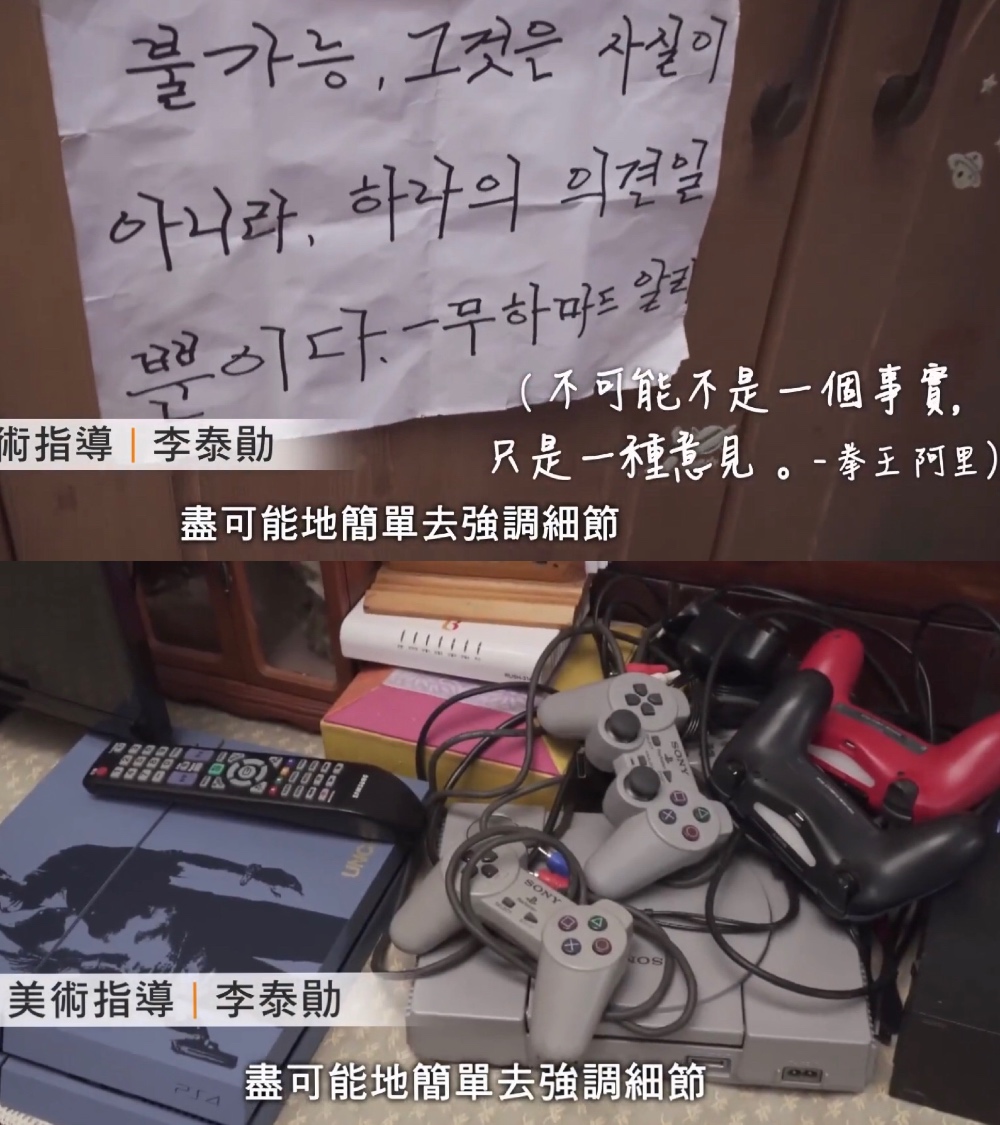 불가능, 그것은 사실이
아니라, 하라의 의견일
뿐이다. - 무하마드 알리
(不可能不是一個事實,
只是一種意見。-拳王阿里)
術指導|李泰勛
盡可能地簡單去強調細節
SAMSUNG
UNC
SONY
SONY
SONY
PS4
美術指導|李泰勛
盡可能地簡單去強調細節